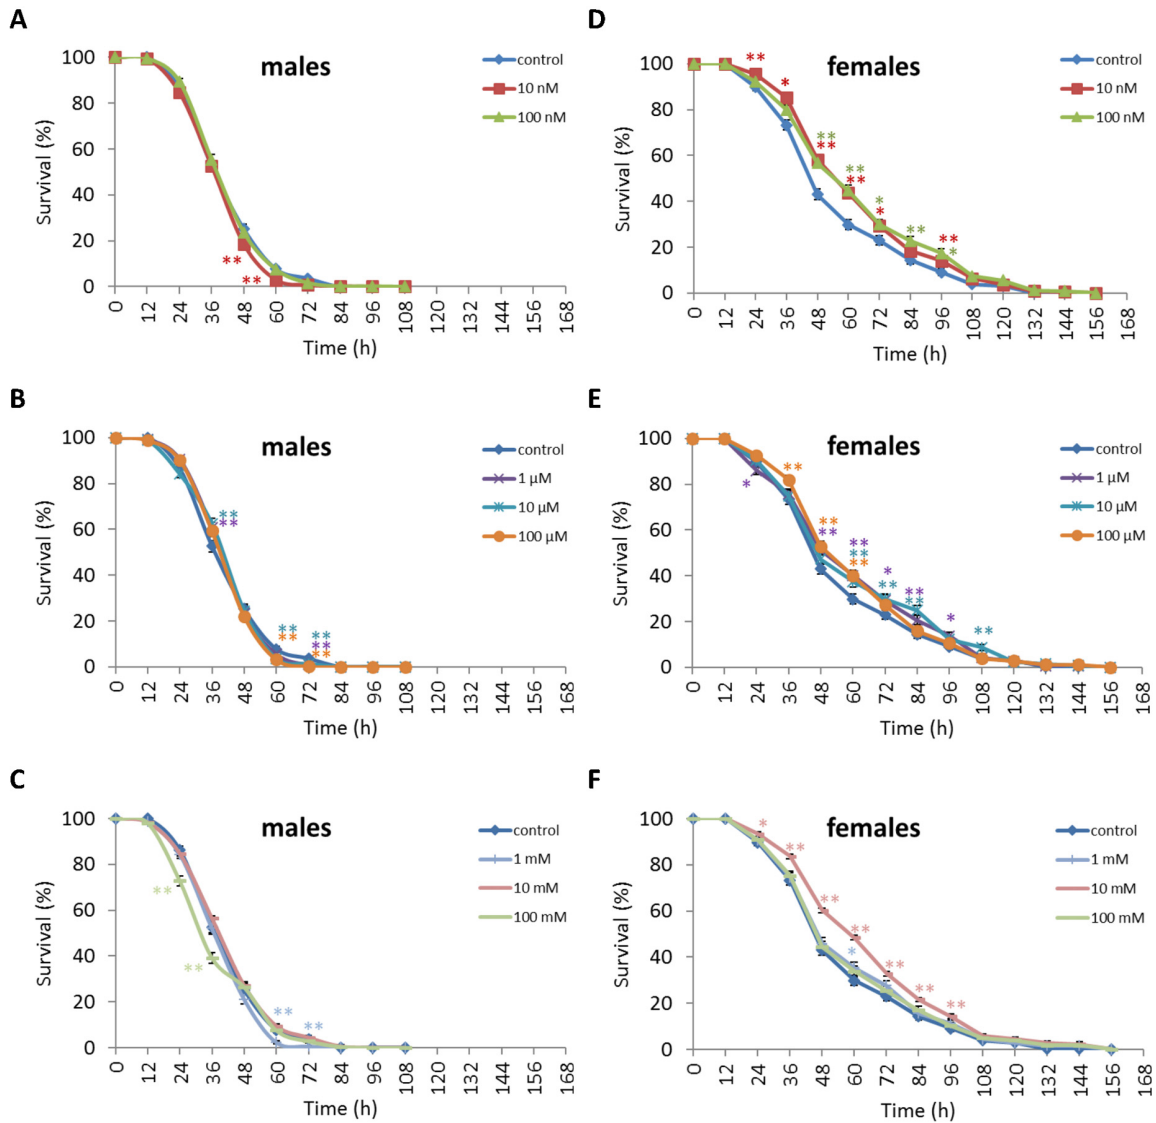 A
males
control
10 nM
100 nM
Survival (%)
100
80
60
40
20
0
** **
0 12 24 36 48 60 72 84 96 108 120 132 144 156 168
Time (h)
D
females
control
10 nM
100 nM
Survival (%)
100
80
60
40
20
0
** * ** ** ** ** * * ** ** *
0 12 24 36 48 60 72 84 96 108 120 132 144 156 168
Time (h)
B
males
control
1 µM
10 µM
100 µM
Survival (%)
100
80
60
40
20
0
** ** ** ** ** ** **
0 12 24 36 48 60 72 84 96 108 120 132 144 156 168
Time (h)
E
females
control
1 µM
10 µM
100 µM
Survival (%)
100
80
60
40
20
0
* ** ** ** ** ** ** * ** ** ** * **
0 12 24 36 48 60 72 84 96 108 120 132 144 156 168
Time (h)
C
males
control
1 mM
10 mM
100 mM
Survival (%)
100
80
60
40
20
0
** ** ** **
0 12 24 36 48 60 72 84 96 108 120 132 144 156 168
Time (h)
F
females
control
1 mM
10 mM
100 mM
Survival (%)
100
80
60
40
20
0
* ** ** ** * ** ** **
0 12 24 36 48 60 72 84 96 108 120 132 144 156 168
Time (h)